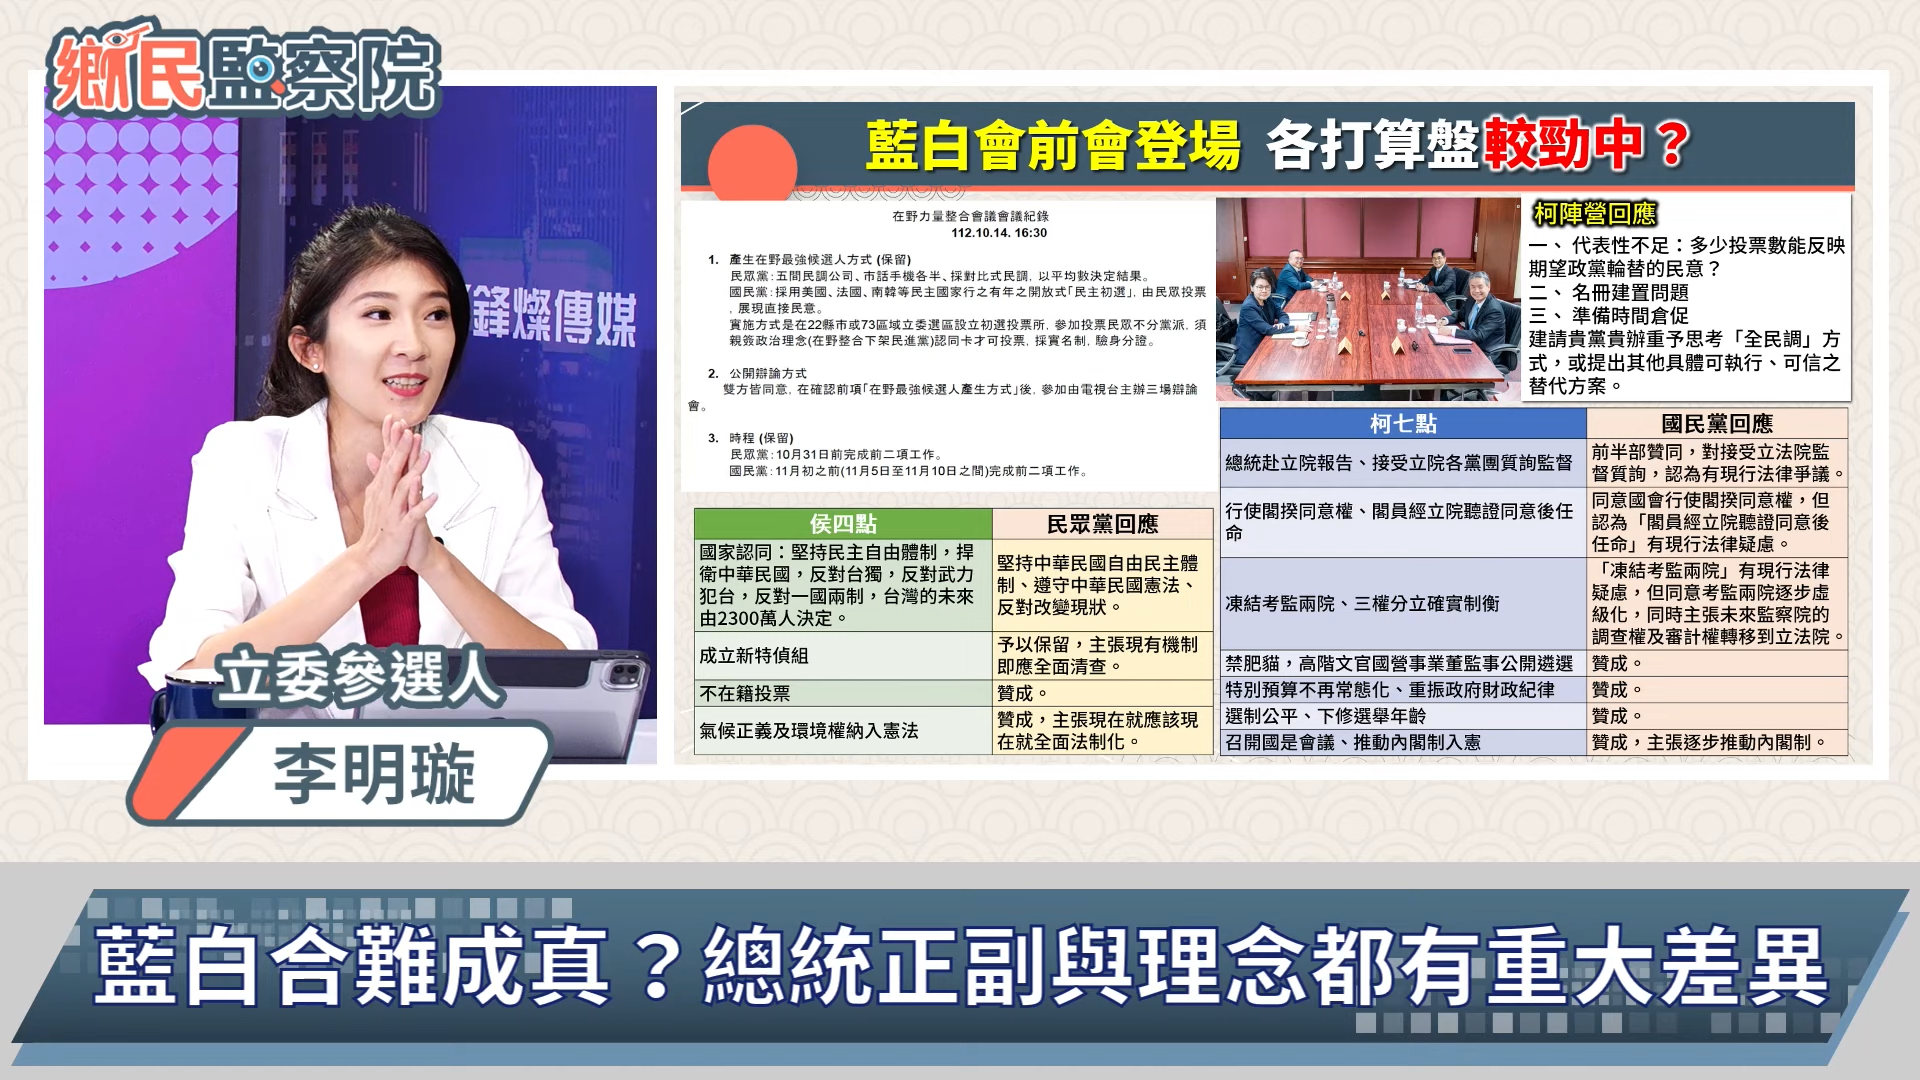 鄉民監察院
鋒燦傳媒
立委參選人
李明璇
藍白會前會登場 各打算盤較勁中？
在野力量整合會議會議紀錄
112.10.14. 16:30
1. 產生在野最強候選人方式 (保留)
民眾黨：五間民調公司、市話手機各半、採對比式民調，以平均數決定結果。
國民黨：採用美國、法國、南韓等民主國家行之有年之開放式「民主初選」，由民眾投票
，展現直接民意。
實施方式是在22縣市或73區域立委選區設立初選投票所，參加投票民眾不分黨派，須
親簽政治理念(在野整合下架民進黨)認同卡才可投票，採實名制，驗身分證。
2. 公開辯論方式
雙方皆同意，在確認前項「在野最強候選人產生方式」後，參加由電視台主辦三場辯論
會。
3. 時程 (保留)
民眾黨：10月31日前完成前二項工作。
國民黨：11月初之前(11月5日至11月10日之間)完成前二項工作。
柯陣營回應
一、 代表性不足：多少投票數能反映
期望政黨輪替的民意？
二、 名冊建置問題
三、 準備時間倉促
建請貴黨貴辦重予思考「全民調」方
式，或提出其他具體可執行、可信之
替代方案。
侯四點
民眾黨回應
國家認同：堅持民主自由體制，捍
衛中華民國，反對台獨，反對武力
犯台，反對一國兩制，台灣的未來
由2300萬人決定。
堅持中華民國自由民主體
制、遵守中華民國憲法、
反對改變現狀。
成立新特偵組
予以保留，主張現有機制
即應全面清查。
不在籍投票
贊成。
氣候正義及環境權納入憲法
贊成，主張現在就應該現
在就全面法制化。
柯七點
國民黨回應
總統赴立院報告、接受立院各黨團質詢監督
前半部贊同，對接受立法院監
督質詢，認為有現行法律爭議。
行使閣揆同意權、閣員經立院聽證同意後任
命
同意國會行使閣揆同意權，但
認為「閣員經立院聽證同意後
任命」有現行法律疑慮。
凍結考監兩院、三權分立確實制衡
「凍結考監兩院」有現行法律
疑慮，但同意考監兩院逐步虛
級化，同時主張未來監察院的
調查權及審計權轉移到立法院。
禁肥貓，高階文官國營事業董監事公開遴選
贊成。
特別預算不再常態化、重振政府財政紀律
贊成。
選制公平、下修選舉年齡
贊成。
召開國是會議、推動內閣制入憲
贊成，主張逐步推動內閣制。
藍白合難成真？總統正副與理念都有重大差異